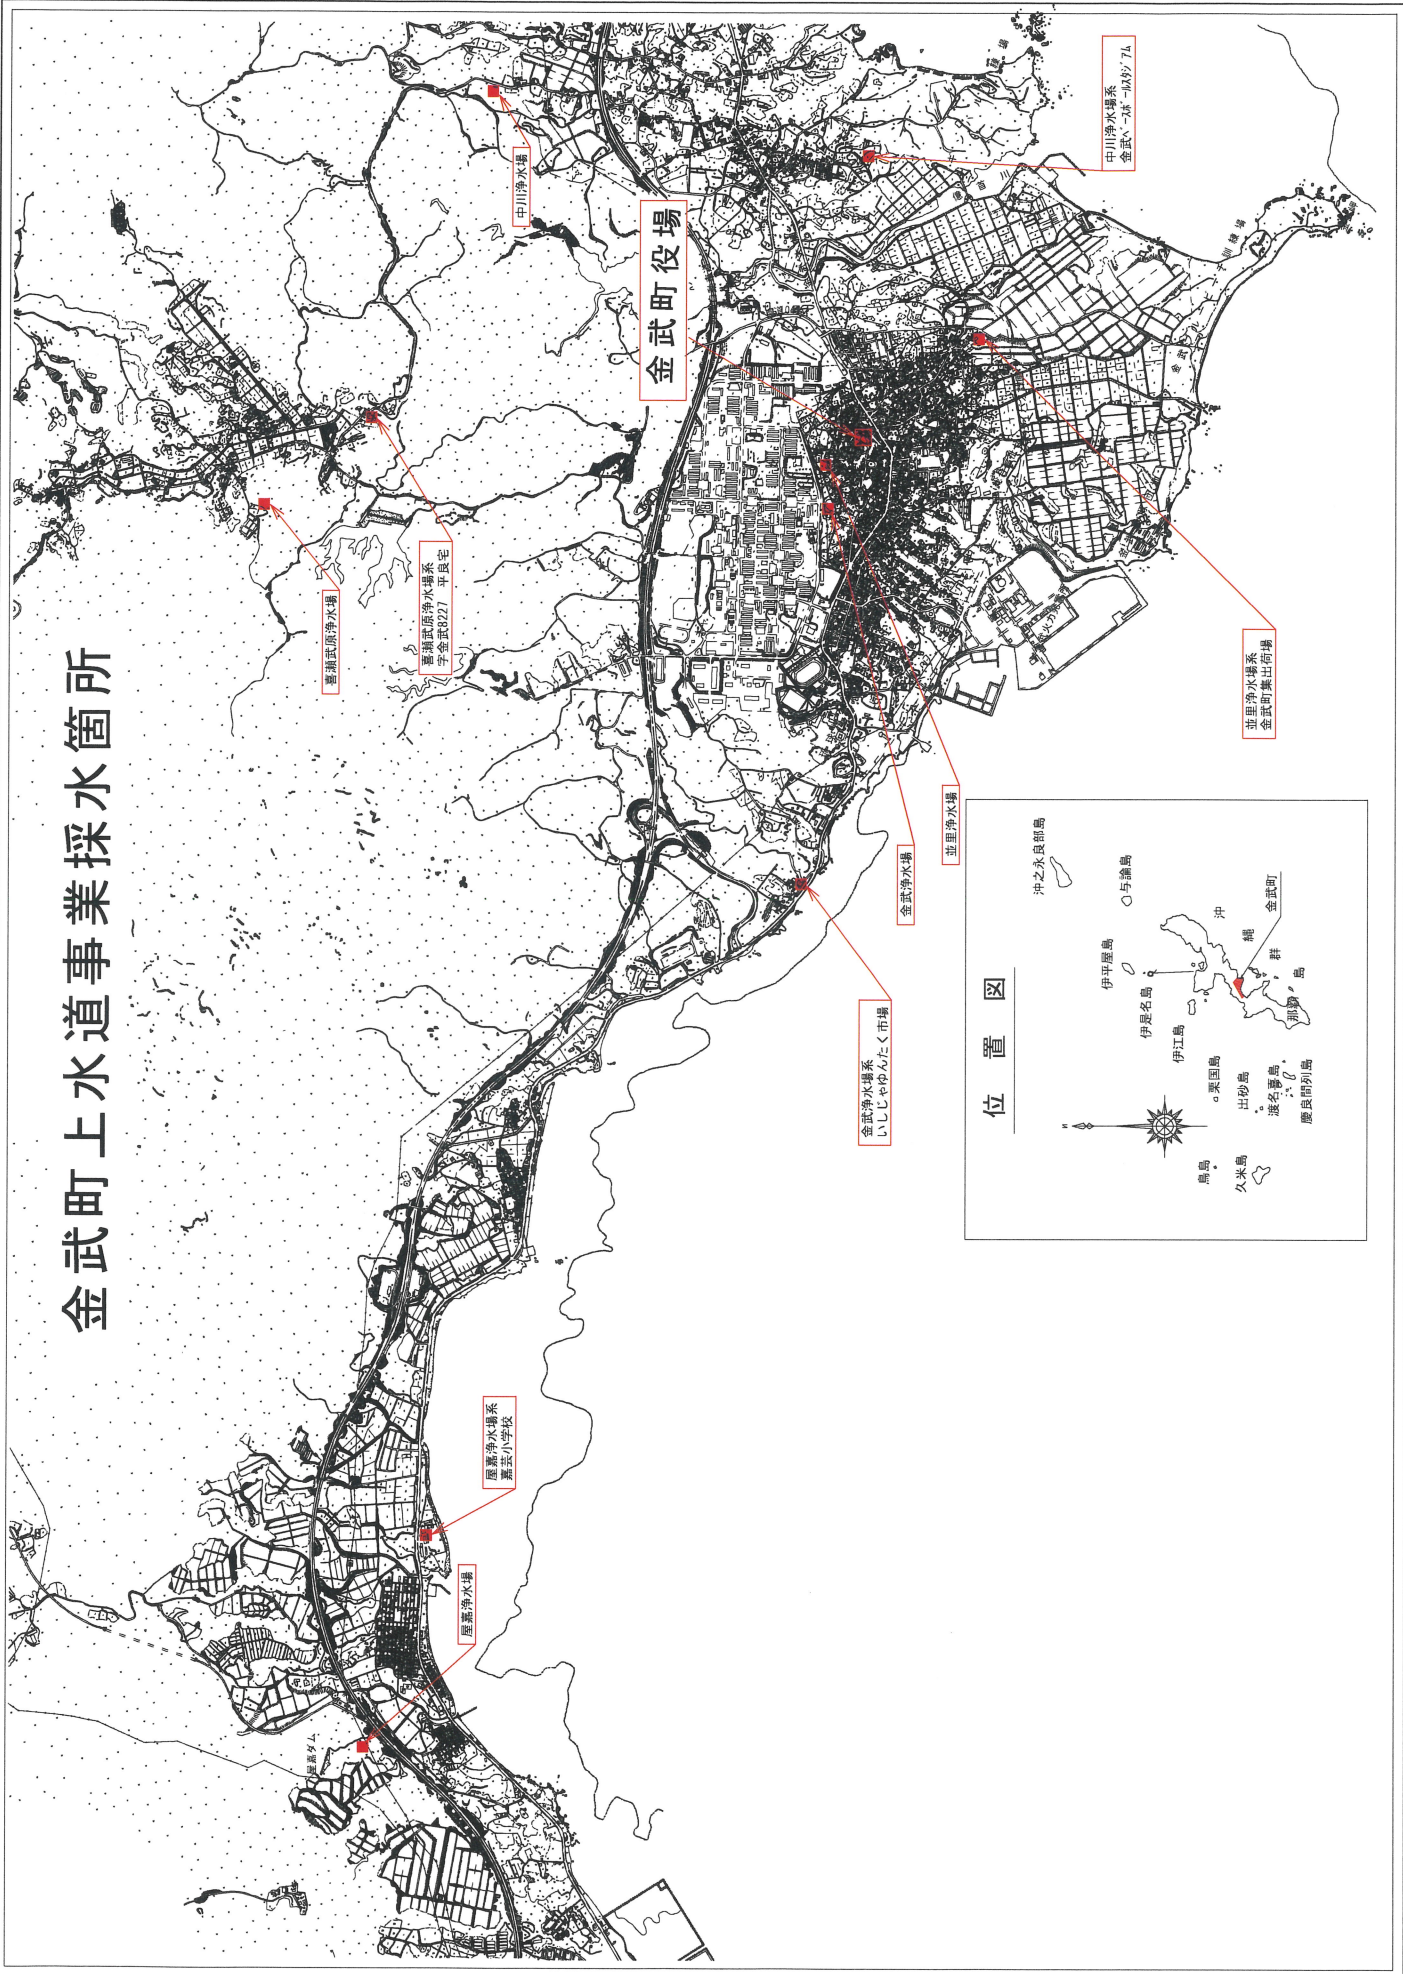 金武町上水道事業採水箇所
屋嘉ダム
屋嘉浄水場
屋嘉浄水場系
嘉芸小学校
喜瀬武原浄水場
喜瀬武原浄水場系
字金武8227 平良宅
中川浄水場
金武町役場
中川浄水場系
金武ベースボールスタジアム
金武浄水場系
いしじゃゆんたく市場
金武浄水場
並里浄水場
並里浄水場系
金武町集出荷場
位置図
N
沖之永良部島
与論島
伊平屋島
伊是名島
伊江島
粟国島
出砂島
渡名喜島
慶良間列島
鳥島
久米島
沖縄群島
那覇
金武町